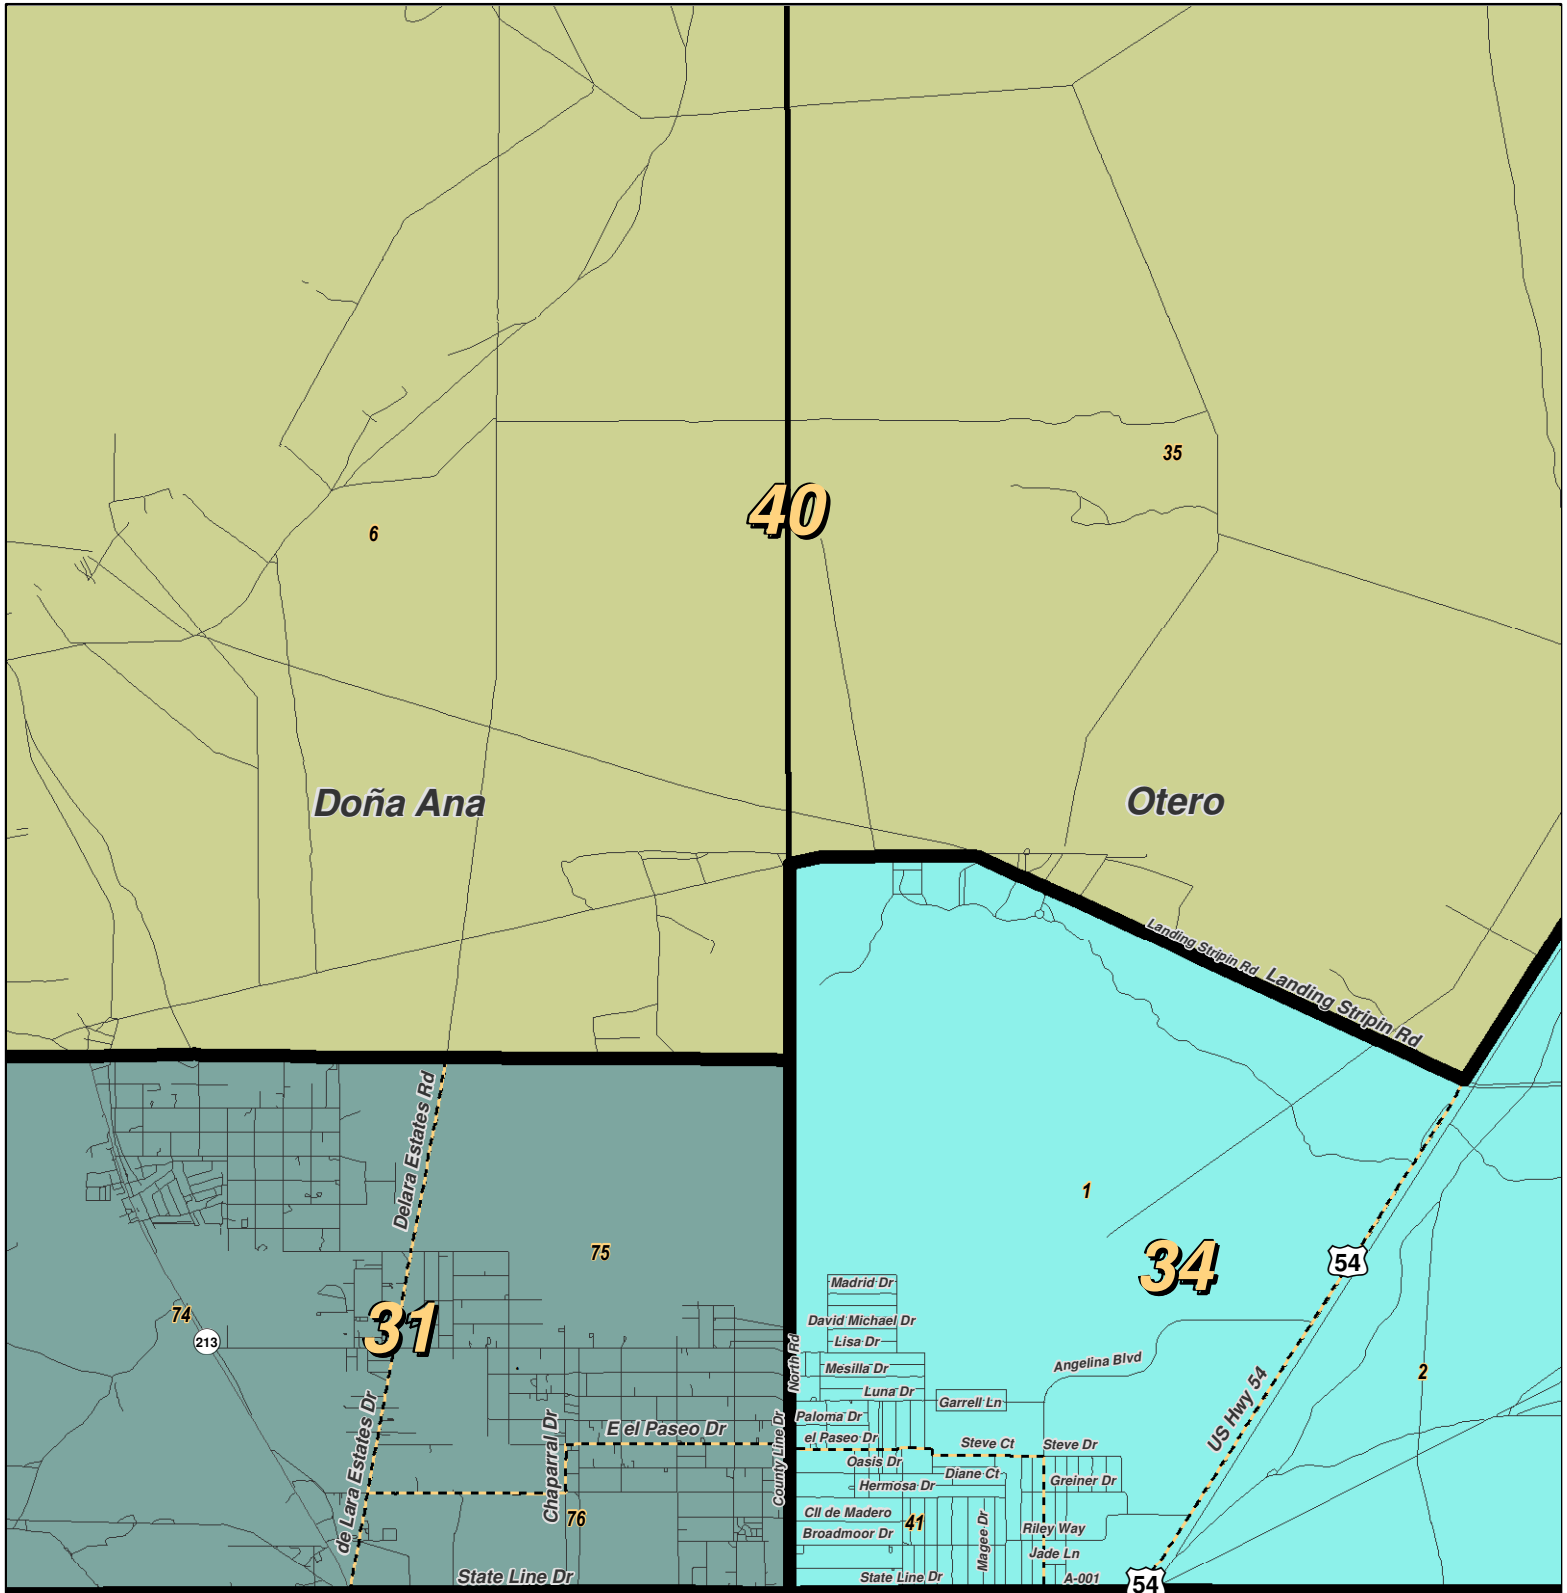 35
40
6
Doña Ana
Otero
Landing Stripin Rd
Landing Stripin Rd
Delara Estates Rd
1
75
34
54
Madrid Dr
74
31
David Michael Dr
213
Lisa Dr
North Rd
Mesilla Dr
Angelina Blvd
2
Luna Dr
Garrell Ln
US Hwy 54
Paloma Dr
de Lara Estates Dr
Chaparral Dr
E el Paseo Dr
County Line Dr
el Paseo Dr
Steve Ct
Steve Dr
Oasis Dr
Diane Ct
Greiner Dr
Hermosa Dr
Cll de Madero
76
41
Magee Dr
Riley Way
Broadmoor Dr
Jade Ln
State Line Dr
State Line Dr
A-001
54